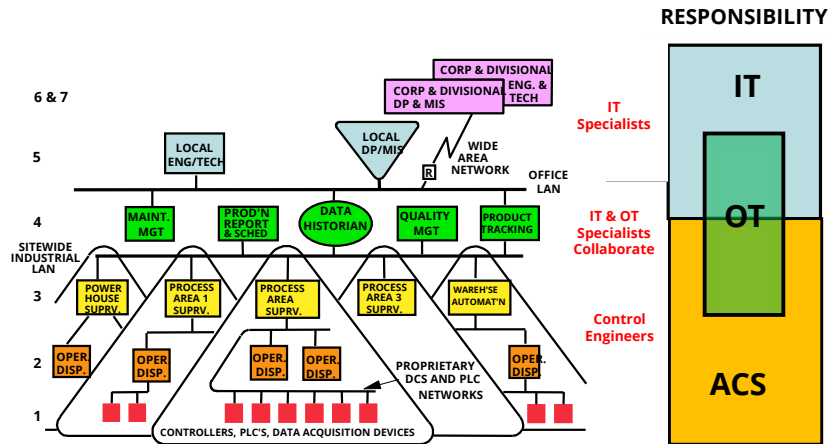 RESPONSIBILITY
6 & 7
CORP & DIVISIONAL
ENG. &
TECH
CORP & DIVISIONAL
DP & MIS
IT
Specialists
IT
5
LOCAL
ENG/TECH
LOCAL
DP/MIS
WIDE
AREA
NETWORK
R
OFFICE
LAN
4
MAINT.
MGT
PROD'N
REPORT
& SCHED
DATA
HISTORIAN
QUALITY
MGT
PRODUCT
TRACKING
IT & OT
Specialists
Collaborate
OT
SITEWIDE
INDUSTRIAL
LAN
3
POWER
HOUSE
SUPRV.
PROCESS
AREA 1
SUPRV.
PROCESS
AREA
SUPRV.
PROCESS
AREA 3
SUPRV.
WAREH'SE
AUTOMAT'N
Control
Engineers
2
OPER.
DISP.
OPER.
DISP.
OPER.
DISP.
OPER.
DISP.
OPER.
DISP.
PROPRIETARY
DCS AND PLC
NETWORKS
ACS
1
CONTROLLERS, PLC'S, DATA ACQUISITION DEVICES